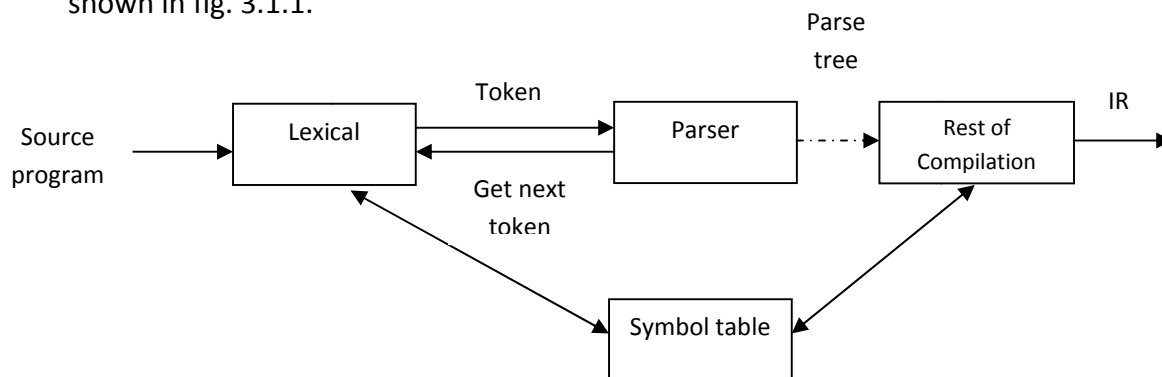 shown in fig. 3.1.1.
Parse
tree
Token
IR
Source
program
Lexical
Parser
Rest of
Compilation
Get next
token
Symbol table